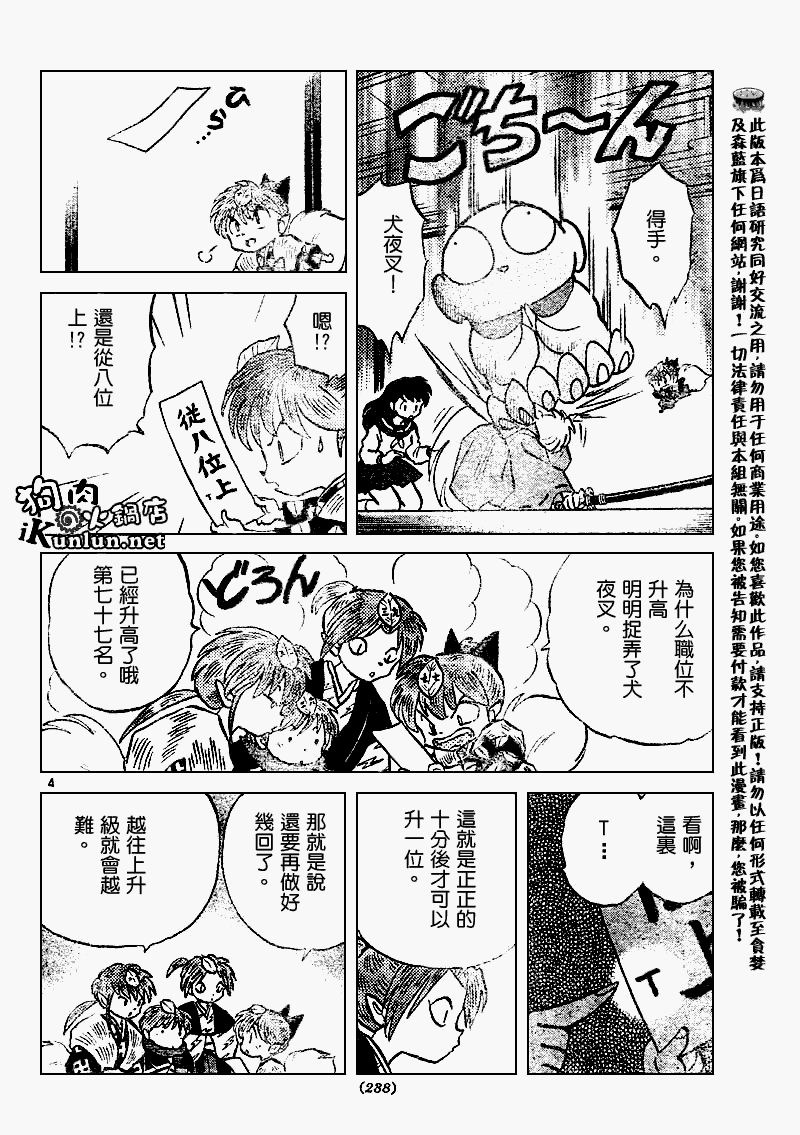 ごち～ん
得手。
犬夜叉！
ひら…
嗯!?
還是從八位
上!?
從八位上
狗肉
火鍋店
iKunlun.net
為什么職位不
升高
明明捉弄了犬
夜叉。
どろん
已經升高了哦
第七十七名。
4
看啊，
這裏
T…
T
這就是正正的
十分後才可以
升一位。
那就是說
還要再做好
幾回了。
越往上升
級就會越
難。
(238)
此版本爲日語研究同好交流之用，請勿用于任何商業用途。如您喜歡此作品，請支持正版！請勿以任何形式轉載至貪婪
及森藍旗下任何網站，謝謝！一切法律責任與本組無關。如果您被告知需要付款才能看到此漫畫，那麼，您被騙了！